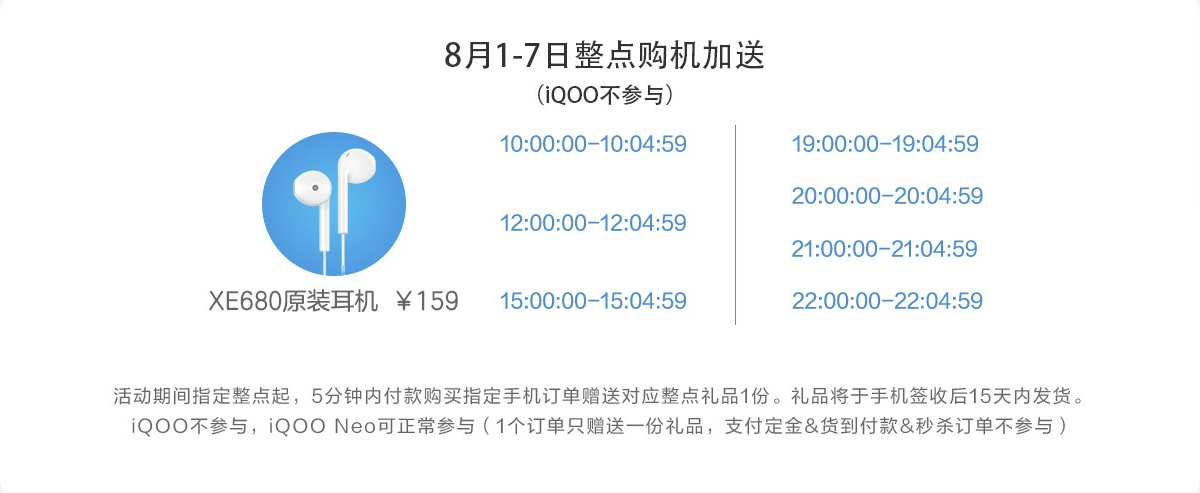 8月1-7日整点购机加送
（iQOO不参与）
XE680原装耳机 ￥159
10:00:00-10:04:59
12:00:00-12:04:59
15:00:00-15:04:59
19:00:00-19:04:59
20:00:00-20:04:59
21:00:00-21:04:59
22:00:00-22:04:59
活动期间指定整点起，5分钟内付款购买指定手机订单赠送对应整点礼品1份。礼品将于手机签收后15天内发货。
iQOO不参与，iQOO Neo可正常参与（1个订单只赠送一份礼品，支付定金&货到付款&秒杀订单不参与）